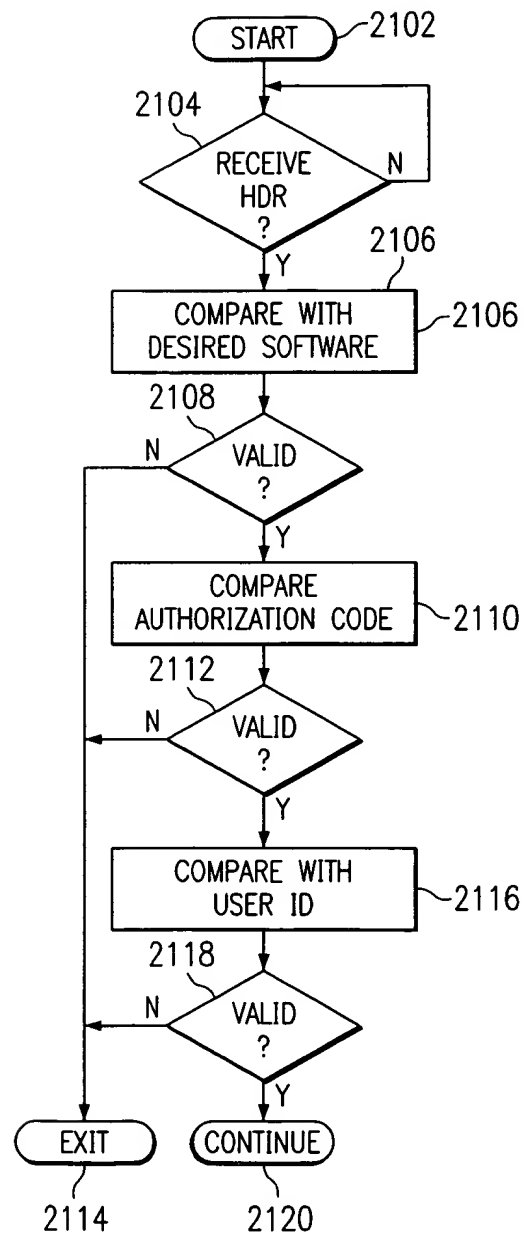 START
2102
2104
RECEIVE
HDR
?
N
Y
2106
COMPARE WITH
DESIRED SOFTWARE
2106
2108
N
VALID
?
Y
COMPARE
AUTHORIZATION CODE
2110
2112
N
VALID
?
Y
COMPARE WITH
USER ID
2116
2118
N
VALID
?
Y
EXIT
CONTINUE
2114
2120